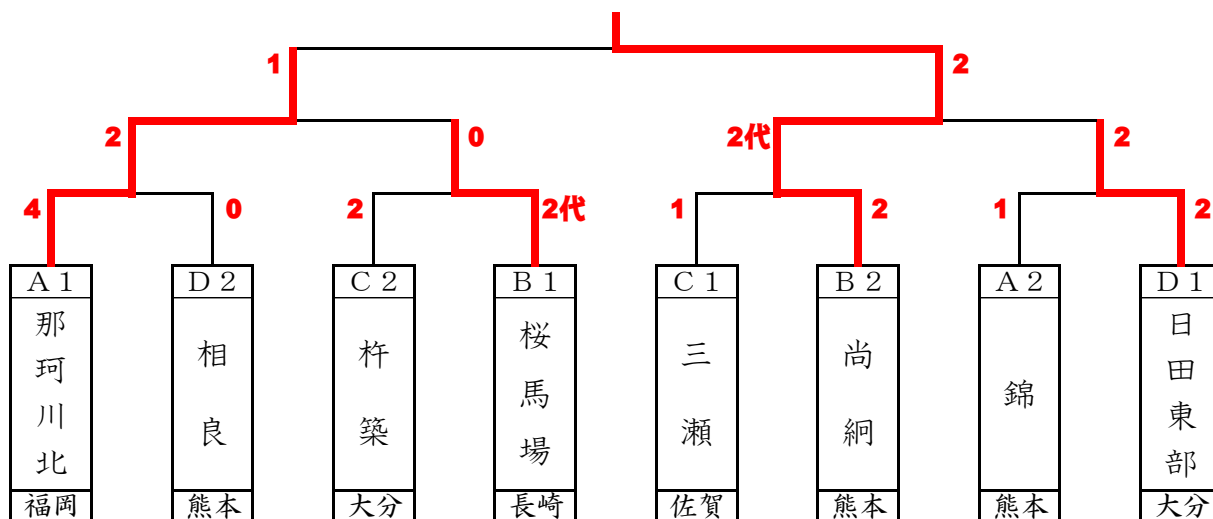 1 2
2 0 2代 2
4 0 2 2代 1 2 1 2
A1 D2 C2 B1 C1 B2 A2 D1
那珂川北 相良 杵築 桜馬場 三瀬 尚絅 錦 日田東部
福岡 熊本 大分 長崎 佐賀 熊本 熊本 大分